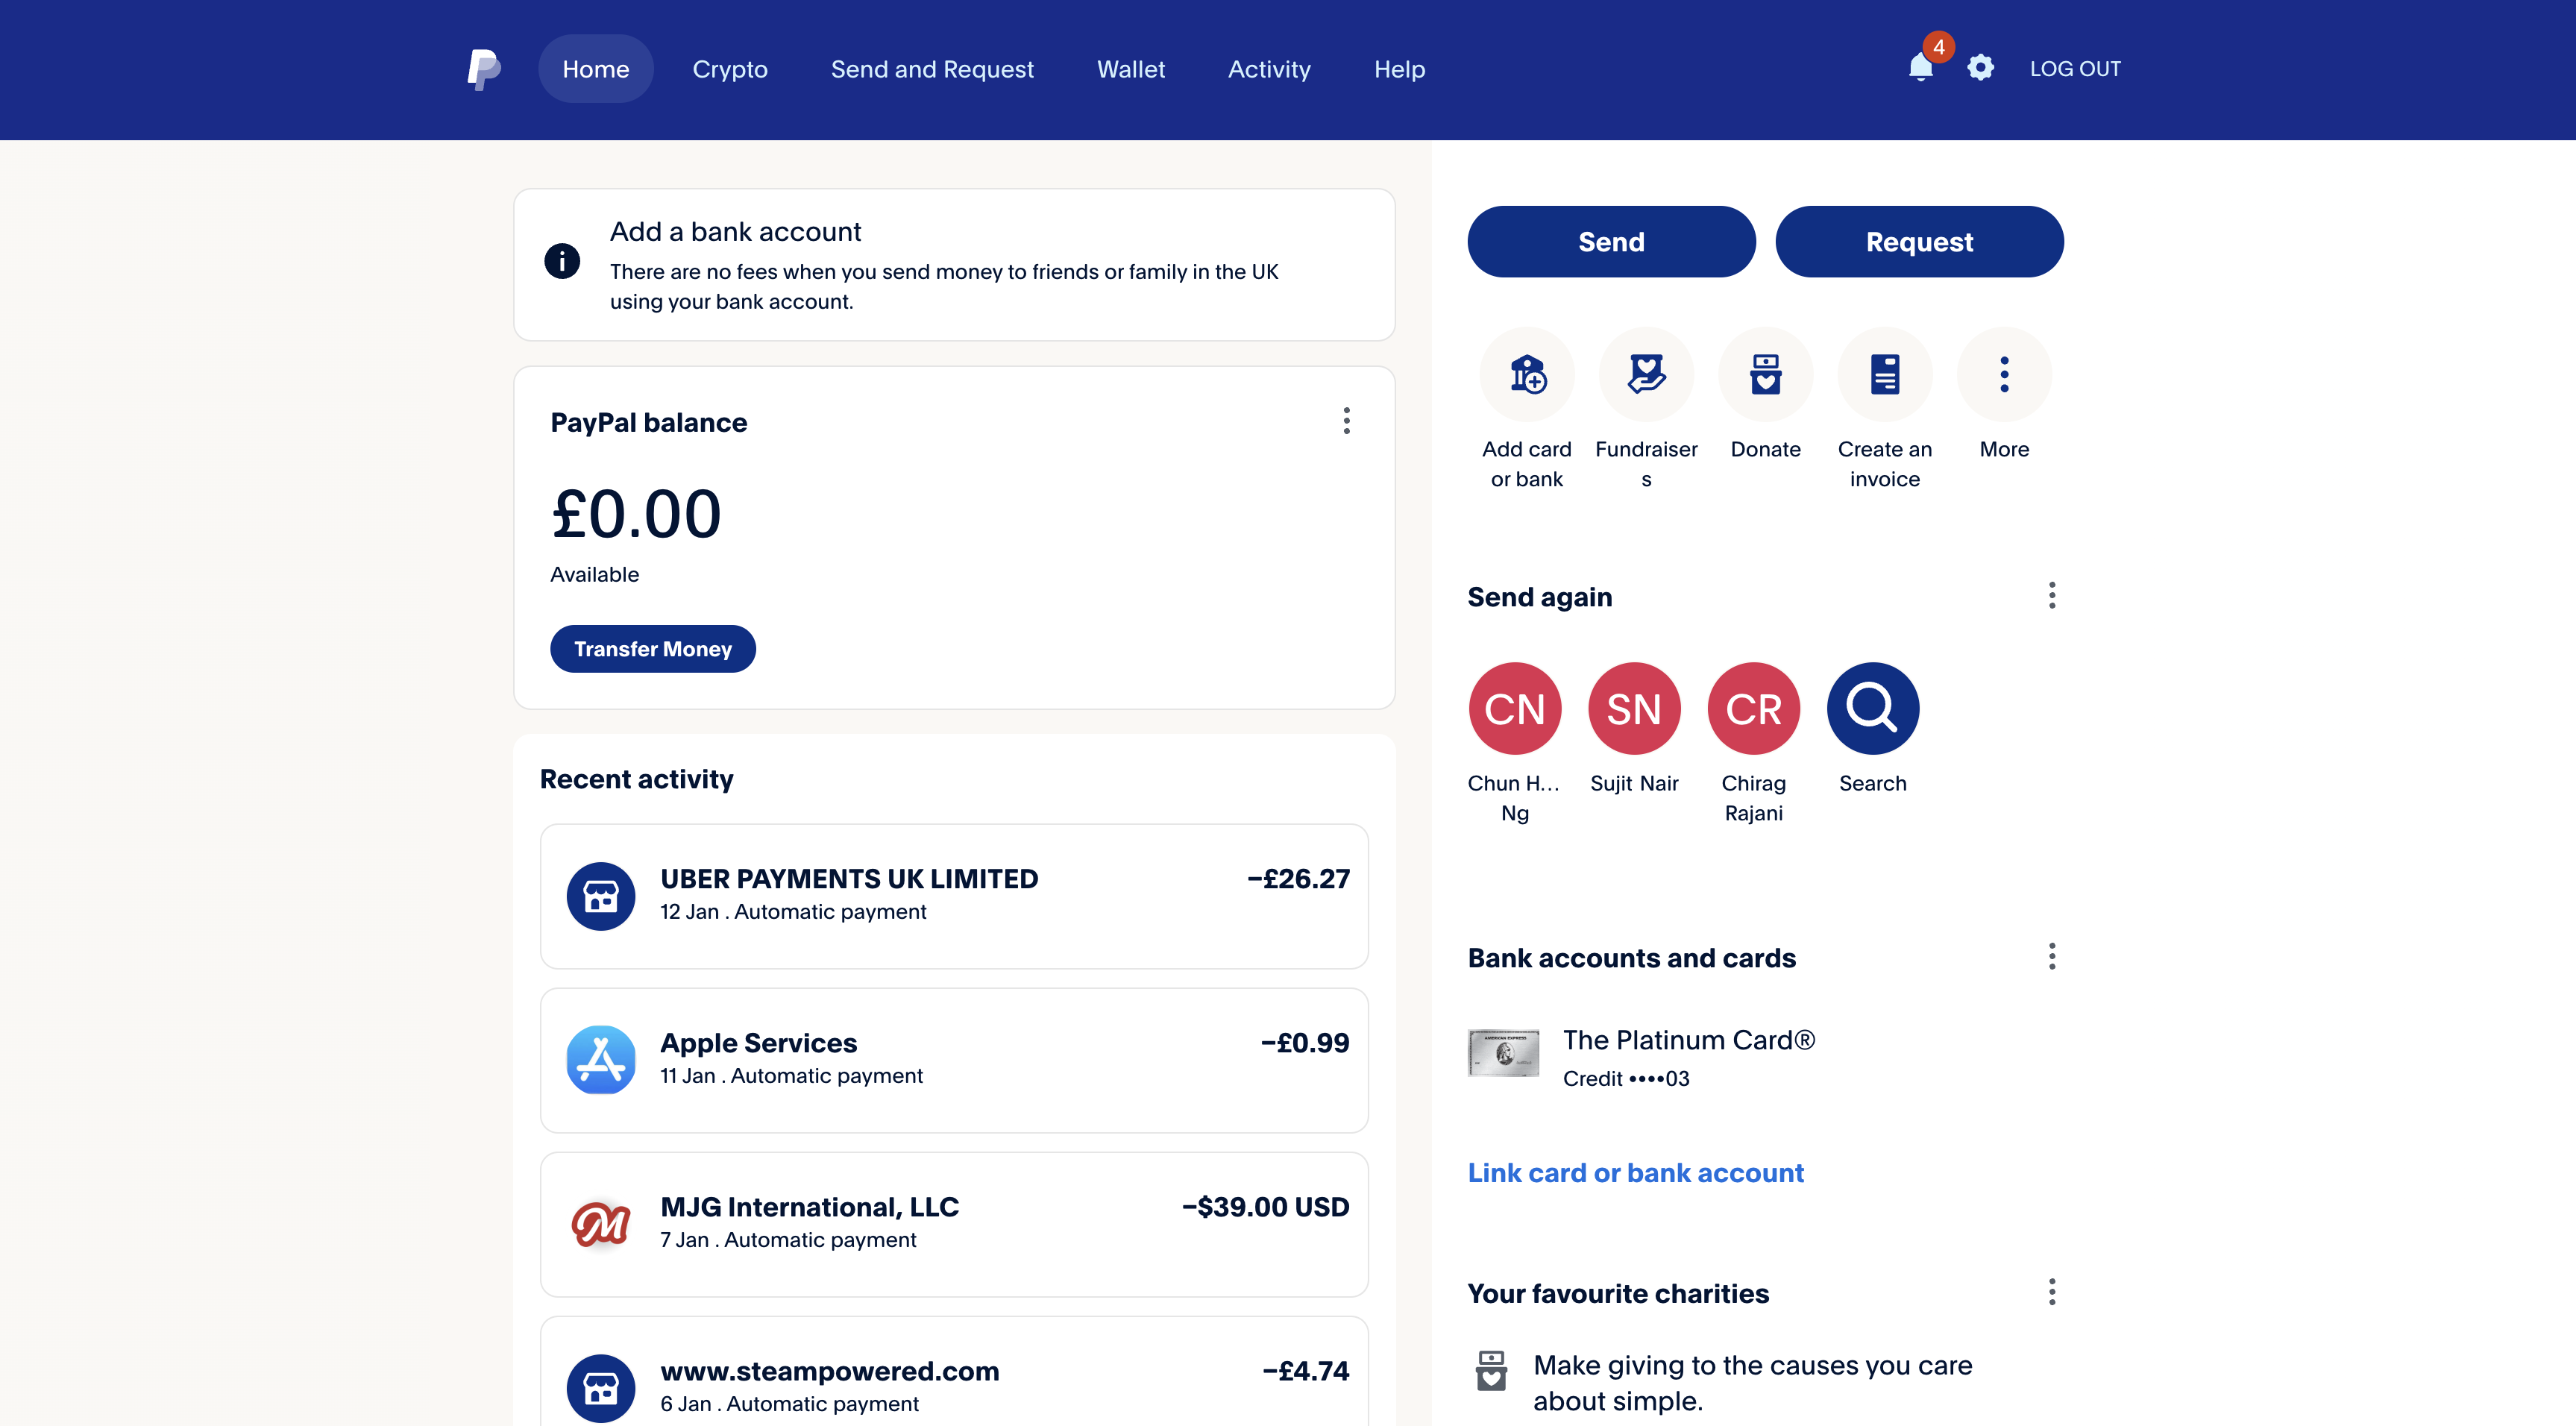 Home
Crypto
Send and Request
Wallet
Activity
Help
4
LOG OUT
Add a bank account
There are no fees when you send money to friends or family in the UK
using your bank account.
PayPal balance
£0.00
Available
Transfer Money
Recent activity
UBER PAYMENTS UK LIMITED
−£26.27
12 Jan . Automatic payment
Apple Services
−£0.99
11 Jan . Automatic payment
MJG International, LLC
−$39.00 USD
7 Jan . Automatic payment
www.steampowered.com
−£4.74
6 Jan . Automatic payment
Send
Request
Add card
or bank
Fundraiser
s
Donate
Create an
invoice
More
Send again
CN
SN
CR
Chun H...
Ng
Sujit Nair
Chirag
Rajani
Search
Bank accounts and cards
AMERICAN EXPRESS
The Platinum Card®
Credit ••••03
Link card or bank account
Your favourite charities
Make giving to the causes you care
about simple.